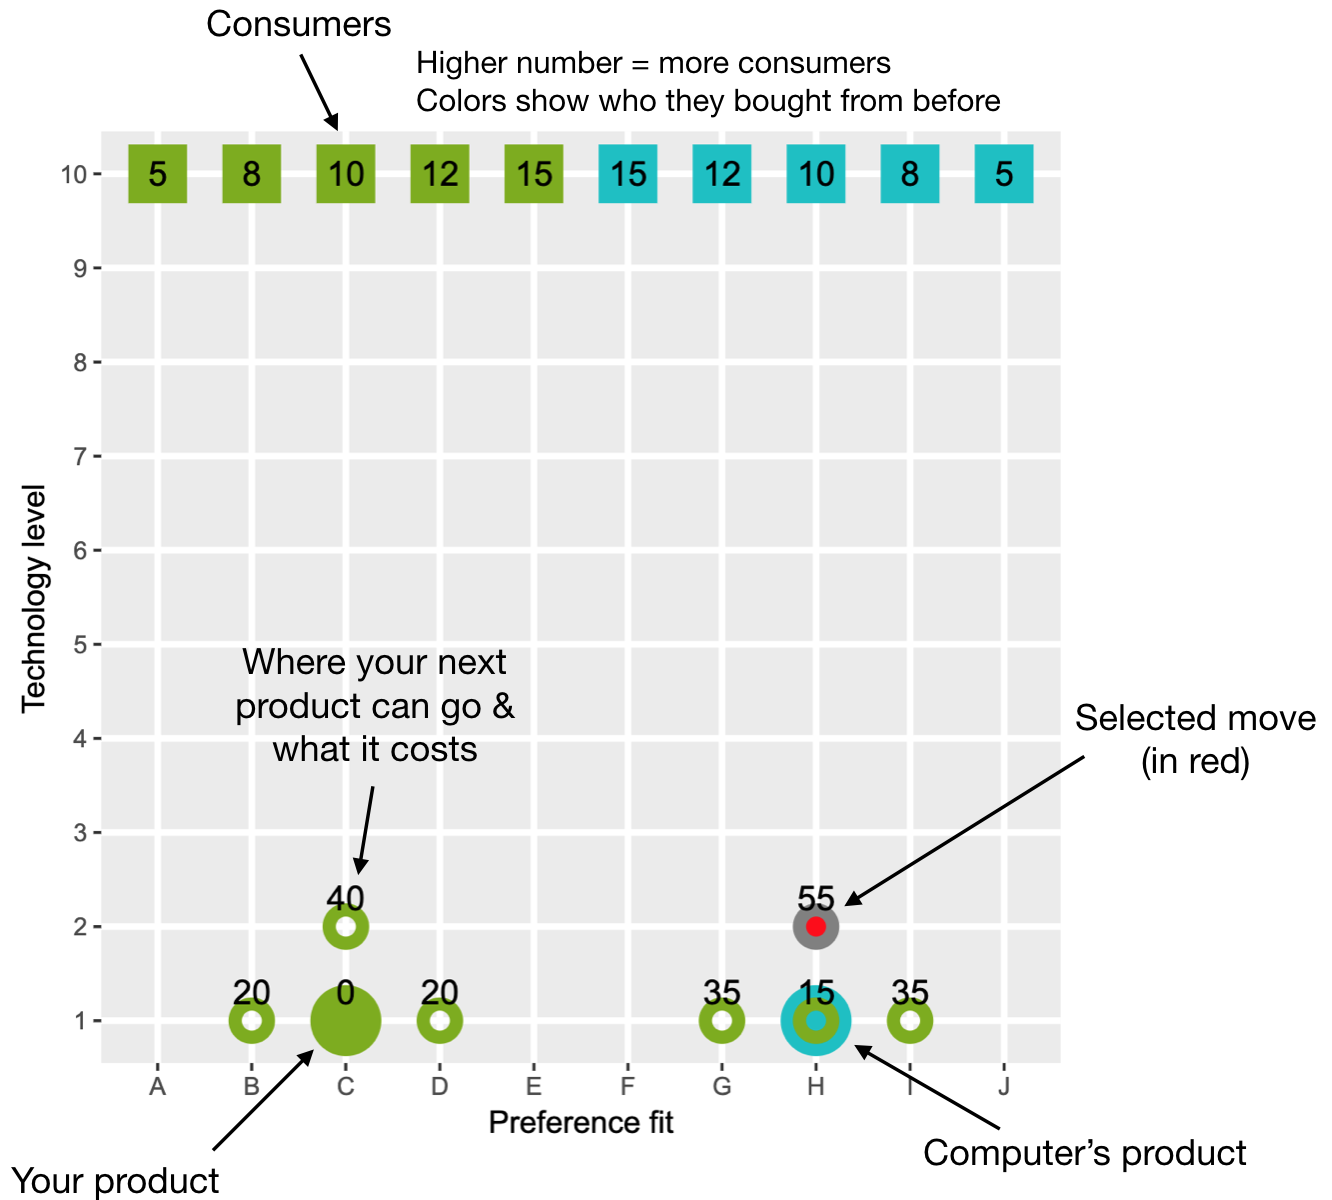 Consumers
Higher number = more consumers
Colors show who they bought from before
10 5 8 10 12 15 15 12 10 8 5
9
8
7
6
5
Where your next
product can go &
what it costs
Selected move
(in red)
4
3
40 55
2
20 0 20 35 15 35
1
A B C D E F G H I J
Technology level
Preference fit
Your product
Computer's product